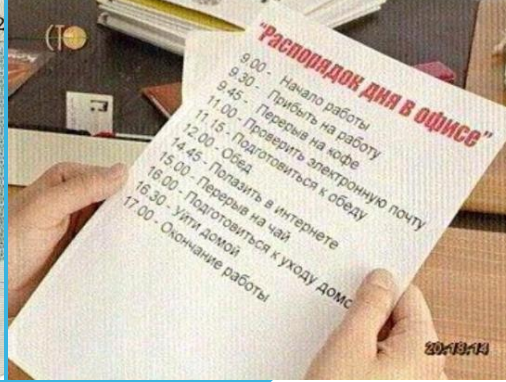 "Распорядок дня в офисе"
9.00 - Начало работы
9.30 - Прибыть на работу
9.45 - Перерыв на кофе
11.00 - Проверить электронную почту
11.15 - Подготовиться к обеду
12.00 - Обед
14.45 - Полазить в интернете
15.00 - Перерыв на чай
16.00 - Подготовиться к уходу домо
16.30 - Уйти домой
17.00 - Окончание работы
20:18:14